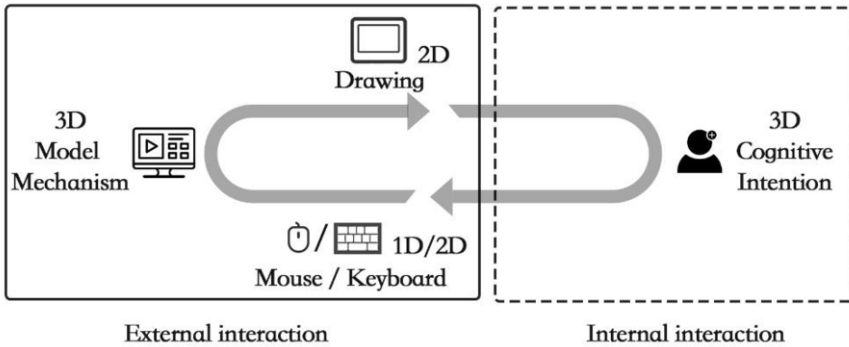 2D
Drawing
3D
Model
Mechanism
3D
Cognitive
Intention
/ 1D/2D
Mouse / Keyboard
External interaction
Internal interaction